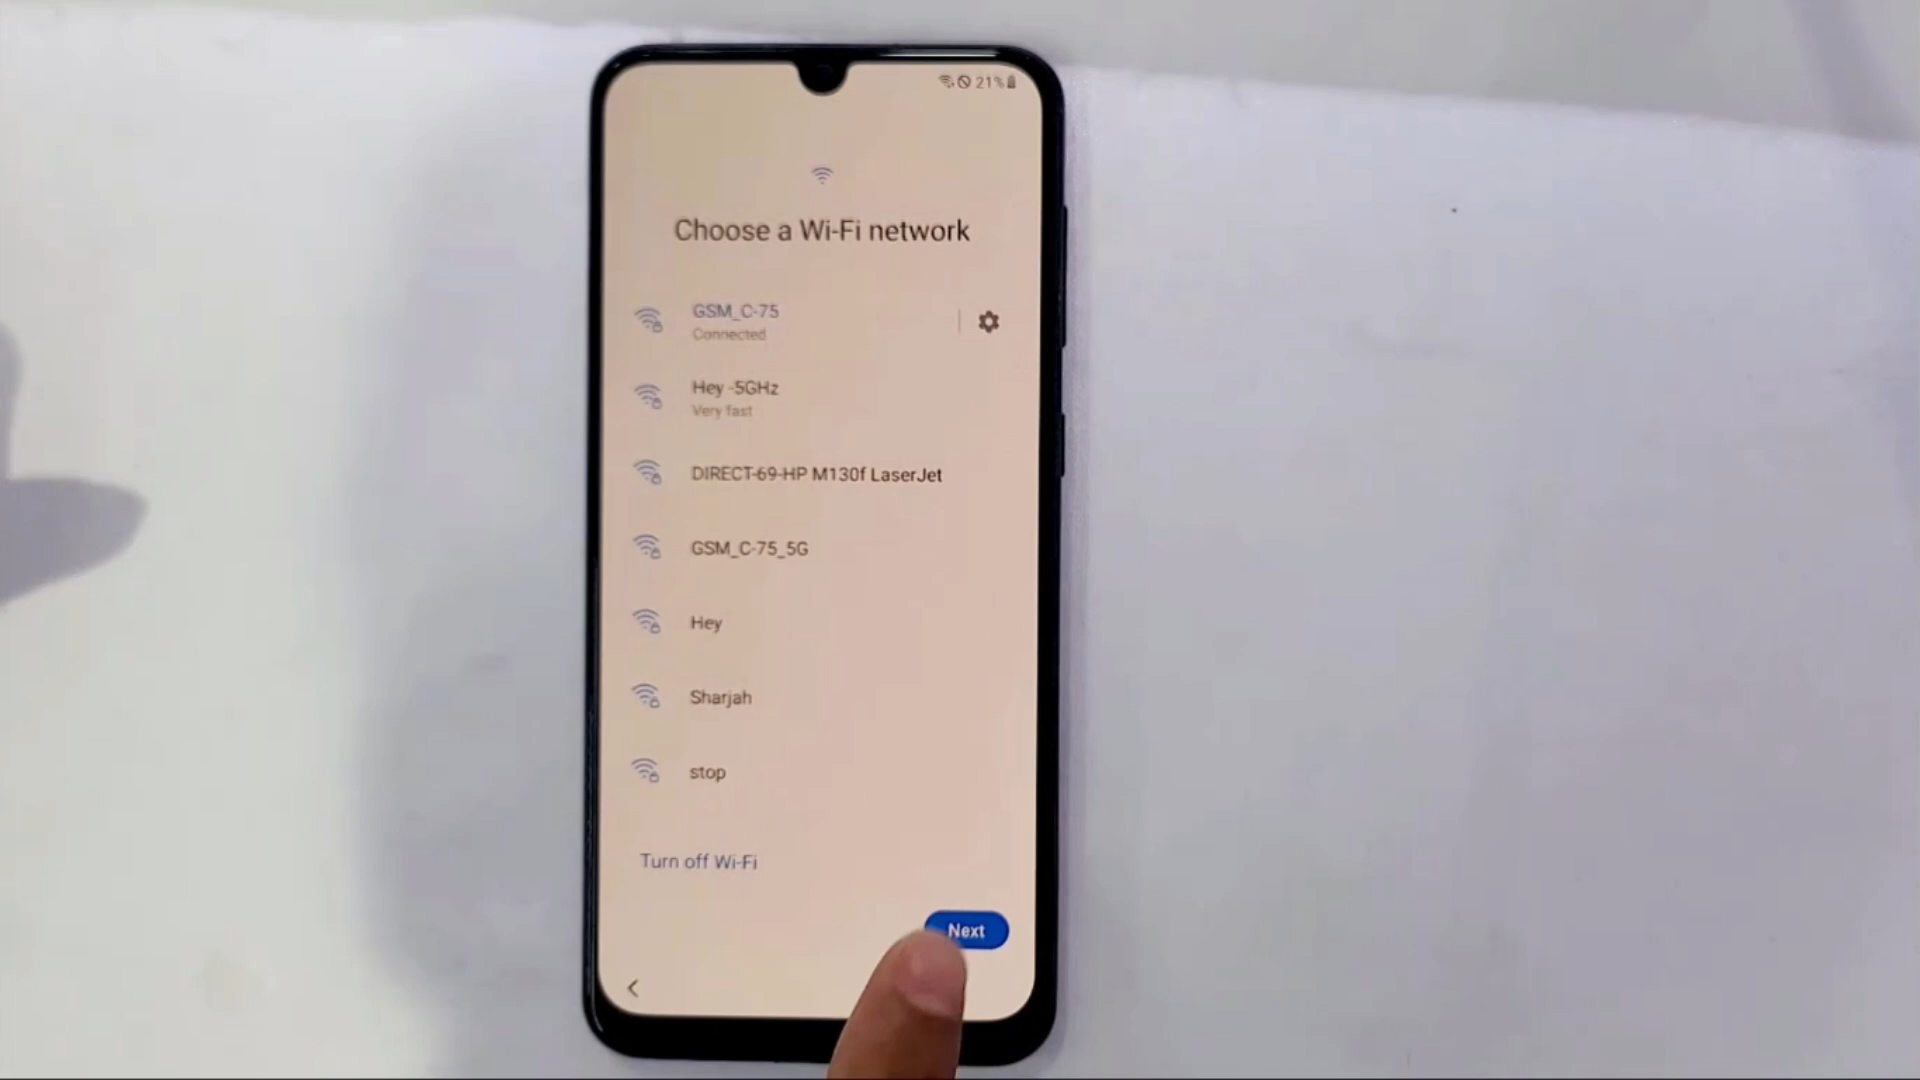 21%
Choose a Wi-Fi network
GSM_C-75
Connected
Hey -5GHz
Very fast
DIRECT-69-HP M130f LaserJet
GSM_C-75_5G
Hey
Sharjah
stop
Turn off Wi-Fi
Next